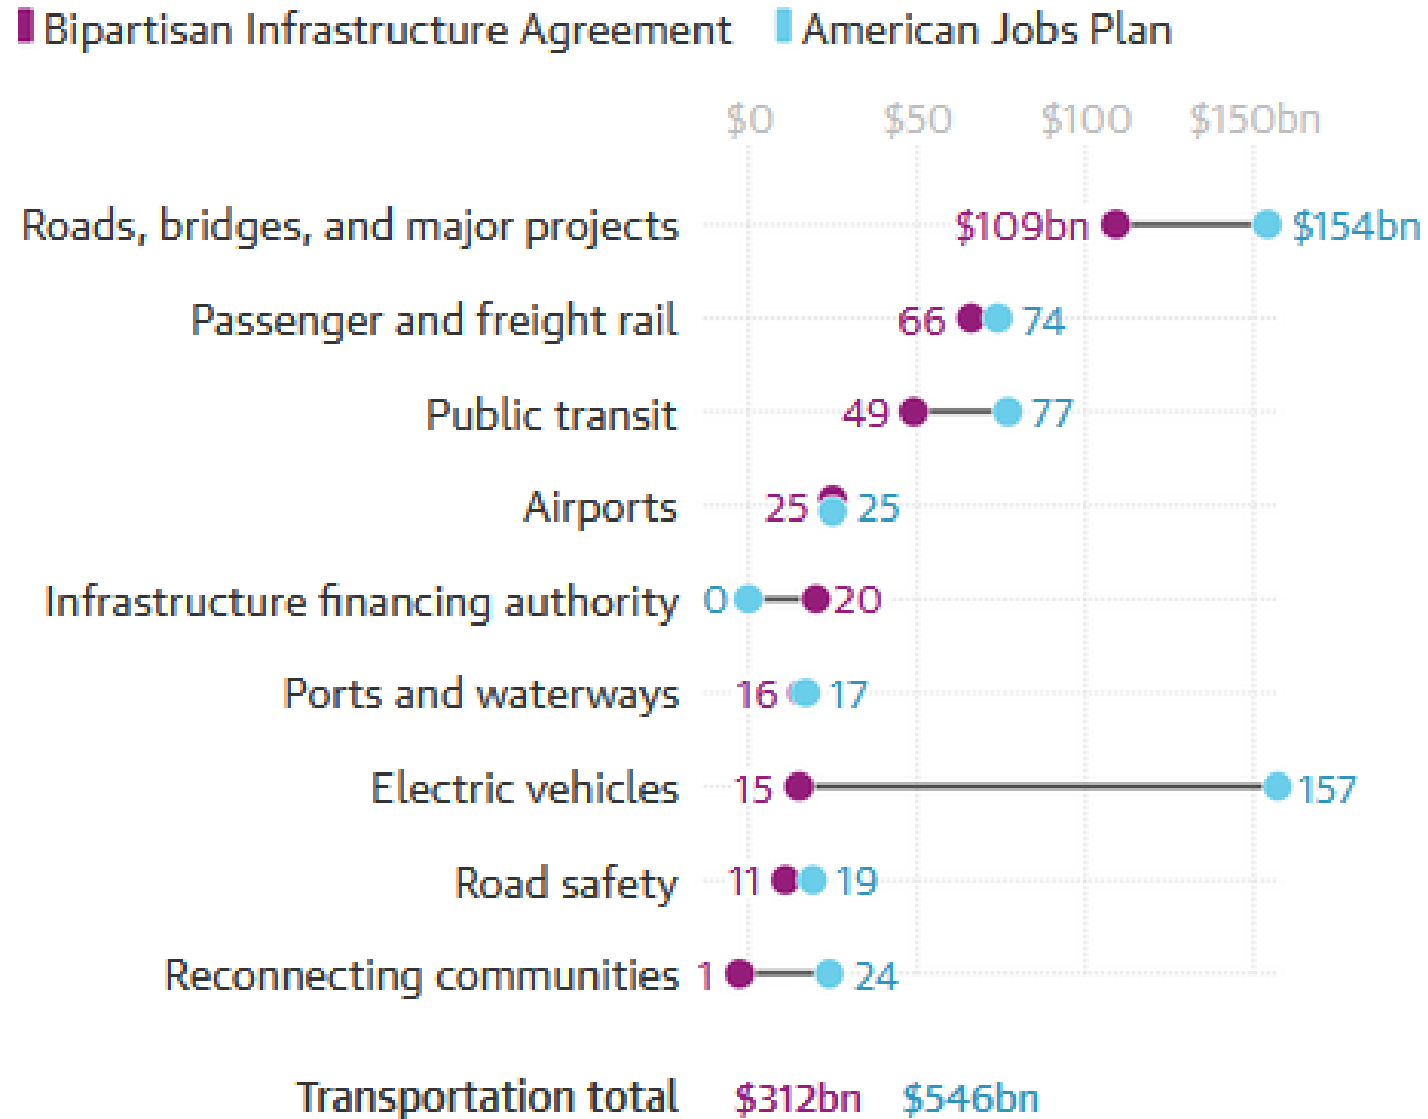 Bipartisan Infrastructure Agreement American Jobs Plan
$0 $50 $100 $150bn
Roads, bridges, and major projects $109bn $154bn
Passenger and freight rail 66 74
Public transit 49 77
Airports 25 25
Infrastructure financing authority 0 20
Ports and waterways 16 17
Electric vehicles 15 157
Road safety 11 19
Reconnecting communities 1 24
Transportation total $312bn $546bn